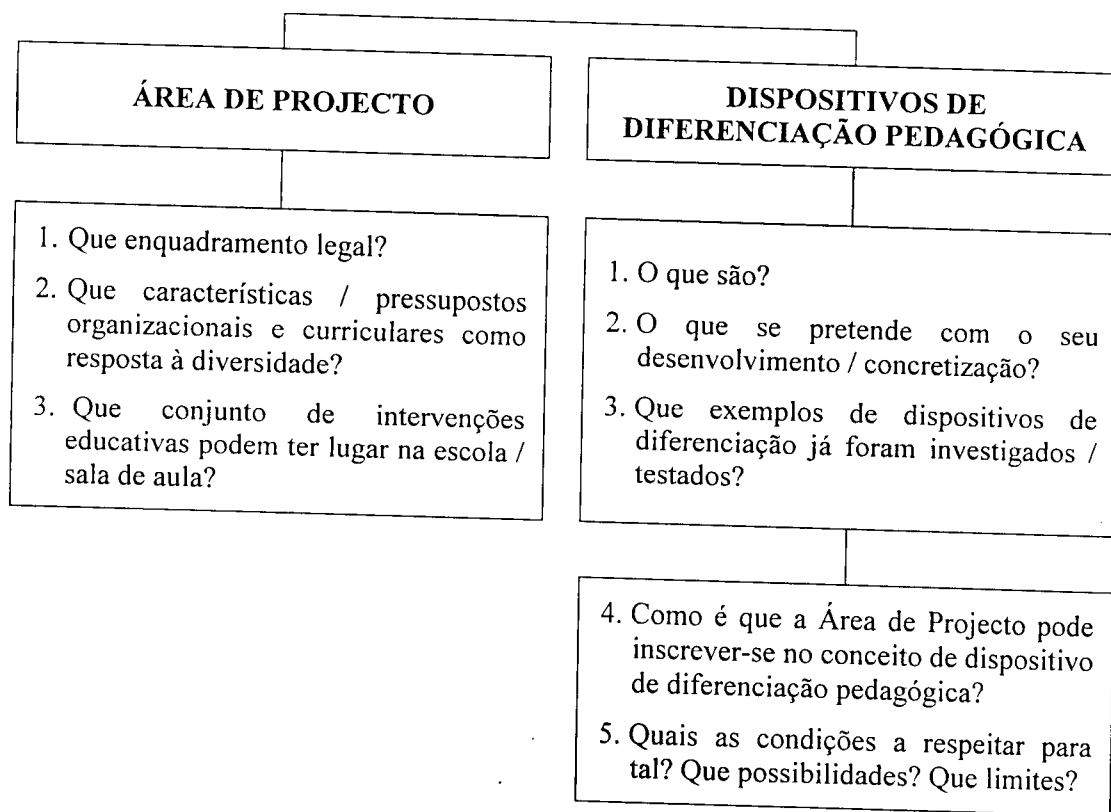 ÁREA DE PROJECTO
1. Que enquadramento legal?
2. Que características / pressupostos
organizacionais e curriculares como
resposta à diversidade?
3. Que conjunto de intervenções
educativas podem ter lugar na escola /
sala de aula?
DISPOSITIVOS DE
DIFERENCIAÇÃO PEDAGÓGICA
1. O que são?
2. O que se pretende com o seu
desenvolvimento / concretização?
3. Que exemplos de dispositivos de
diferenciação já foram investigados /
testados?
4. Como é que a Área de Projecto pode
inscrever-se no conceito de dispositivo
de diferenciação pedagógica?
5. Quais as condições a respeitar para
tal? Que possibilidades? Que limites?